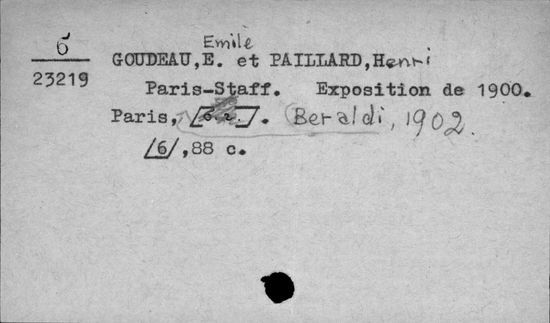 6
23219
Emile
GOUDEAU,E. et PAILLARD,Henri
Paris-Staff. Exposition de 1900.
Paris, . Beraldi, 1902
/6/,88 c.